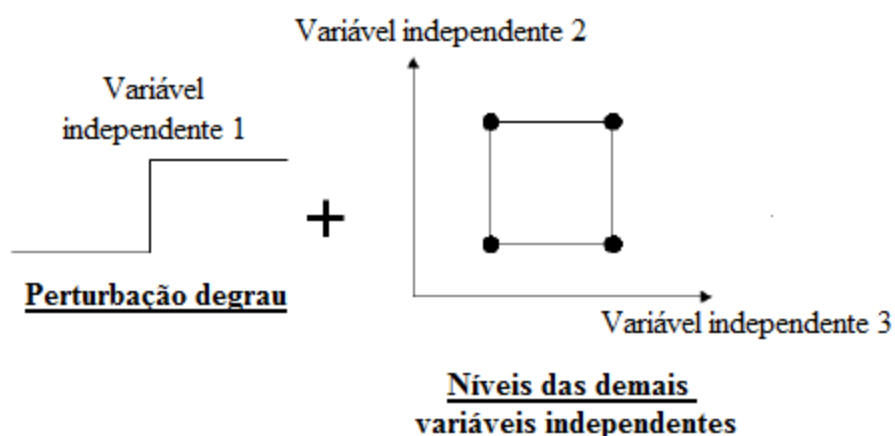 Variável independente 2
Variável
independente 1
+
Perturbação degrau
Variável independente 3
Níveis das demais
variáveis independentes